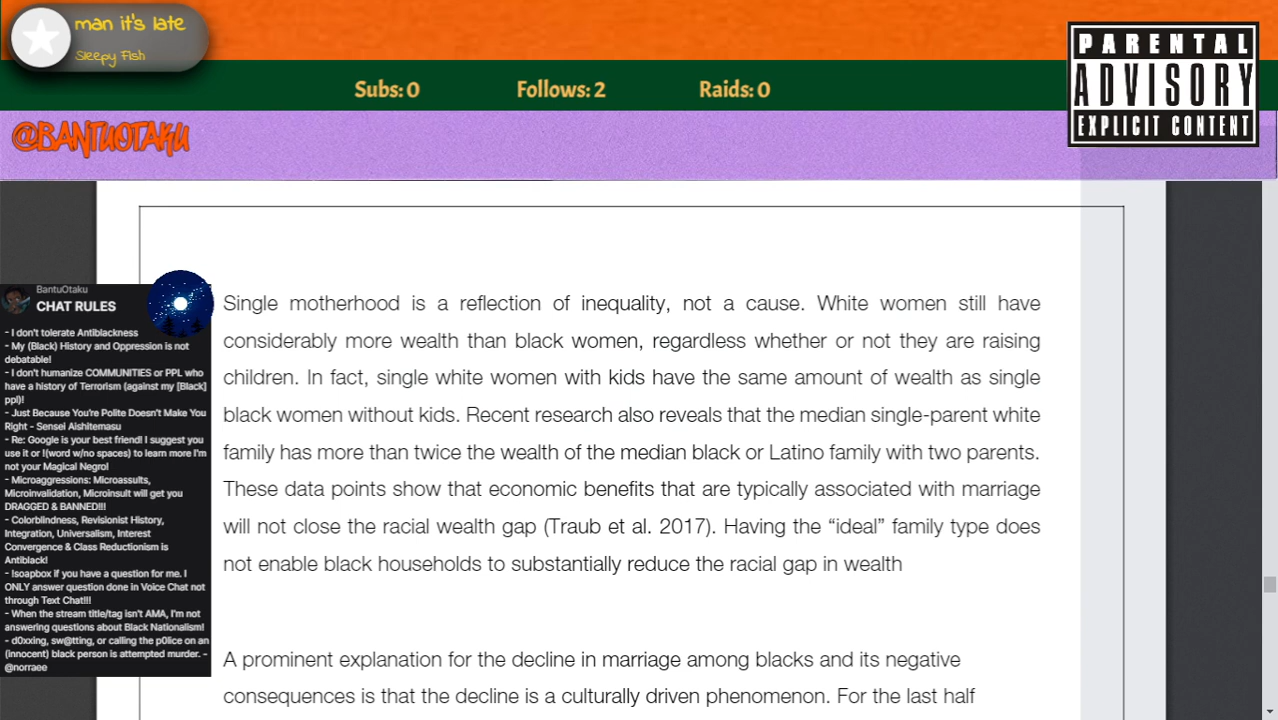 man it's late
Sleepy Fish
Subs: 0
Follows: 2
Raids: 0
PARENTAL
ADVISORY
EXPLICIT CONTENT
@BANTUOTAKU
BantuOtaku
CHAT RULES
- I don't tolerate Antiblackness
- My (Black) History and Oppression is not
debatable!
- I don't humanize COMMUNITIES or PPL who
have a history of Terrorism (against my [Black]
ppl)!
- Just Because You're Polite Doesn't Make You
Right - Sensei Aishitemasu
- Re: Google is your best friend! I suggest you
use it or !(word w/no spaces) to learn more I'm
not your Magical Negro!
- Microaggressions: Microassults,
Microinvalidation, Microinsult will get you
DRAGGED & BANNED!!!
- Colorblindness, Revisionist History,
Integration, Universalism, Interest
Convergence & Class Reductionism is
Antiblack!
- !soapbox if you have a question for me. I
ONLY answer question done in Voice Chat not
through Text Chat!!!
- When the stream title/tag isn't AMA, I'm not
answering questions about Black Nationalism!
- d0xxing, sw@tting, or calling the p0lice on an
(innocent) black person is attempted murder. -
@norraee
Single motherhood is a reflection of inequality, not a cause. White women still have
considerably more wealth than black women, regardless whether or not they are raising
children. In fact, single white women with kids have the same amount of wealth as single
black women without kids. Recent research also reveals that the median single-parent white
family has more than twice the wealth of the median black or Latino family with two parents.
These data points show that economic benefits that are typically associated with marriage
will not close the racial wealth gap (Traub et al. 2017). Having the “ideal” family type does
not enable black households to substantially reduce the racial gap in wealth
A prominent explanation for the decline in marriage among blacks and its negative
consequences is that the decline is a culturally driven phenomenon. For the last half